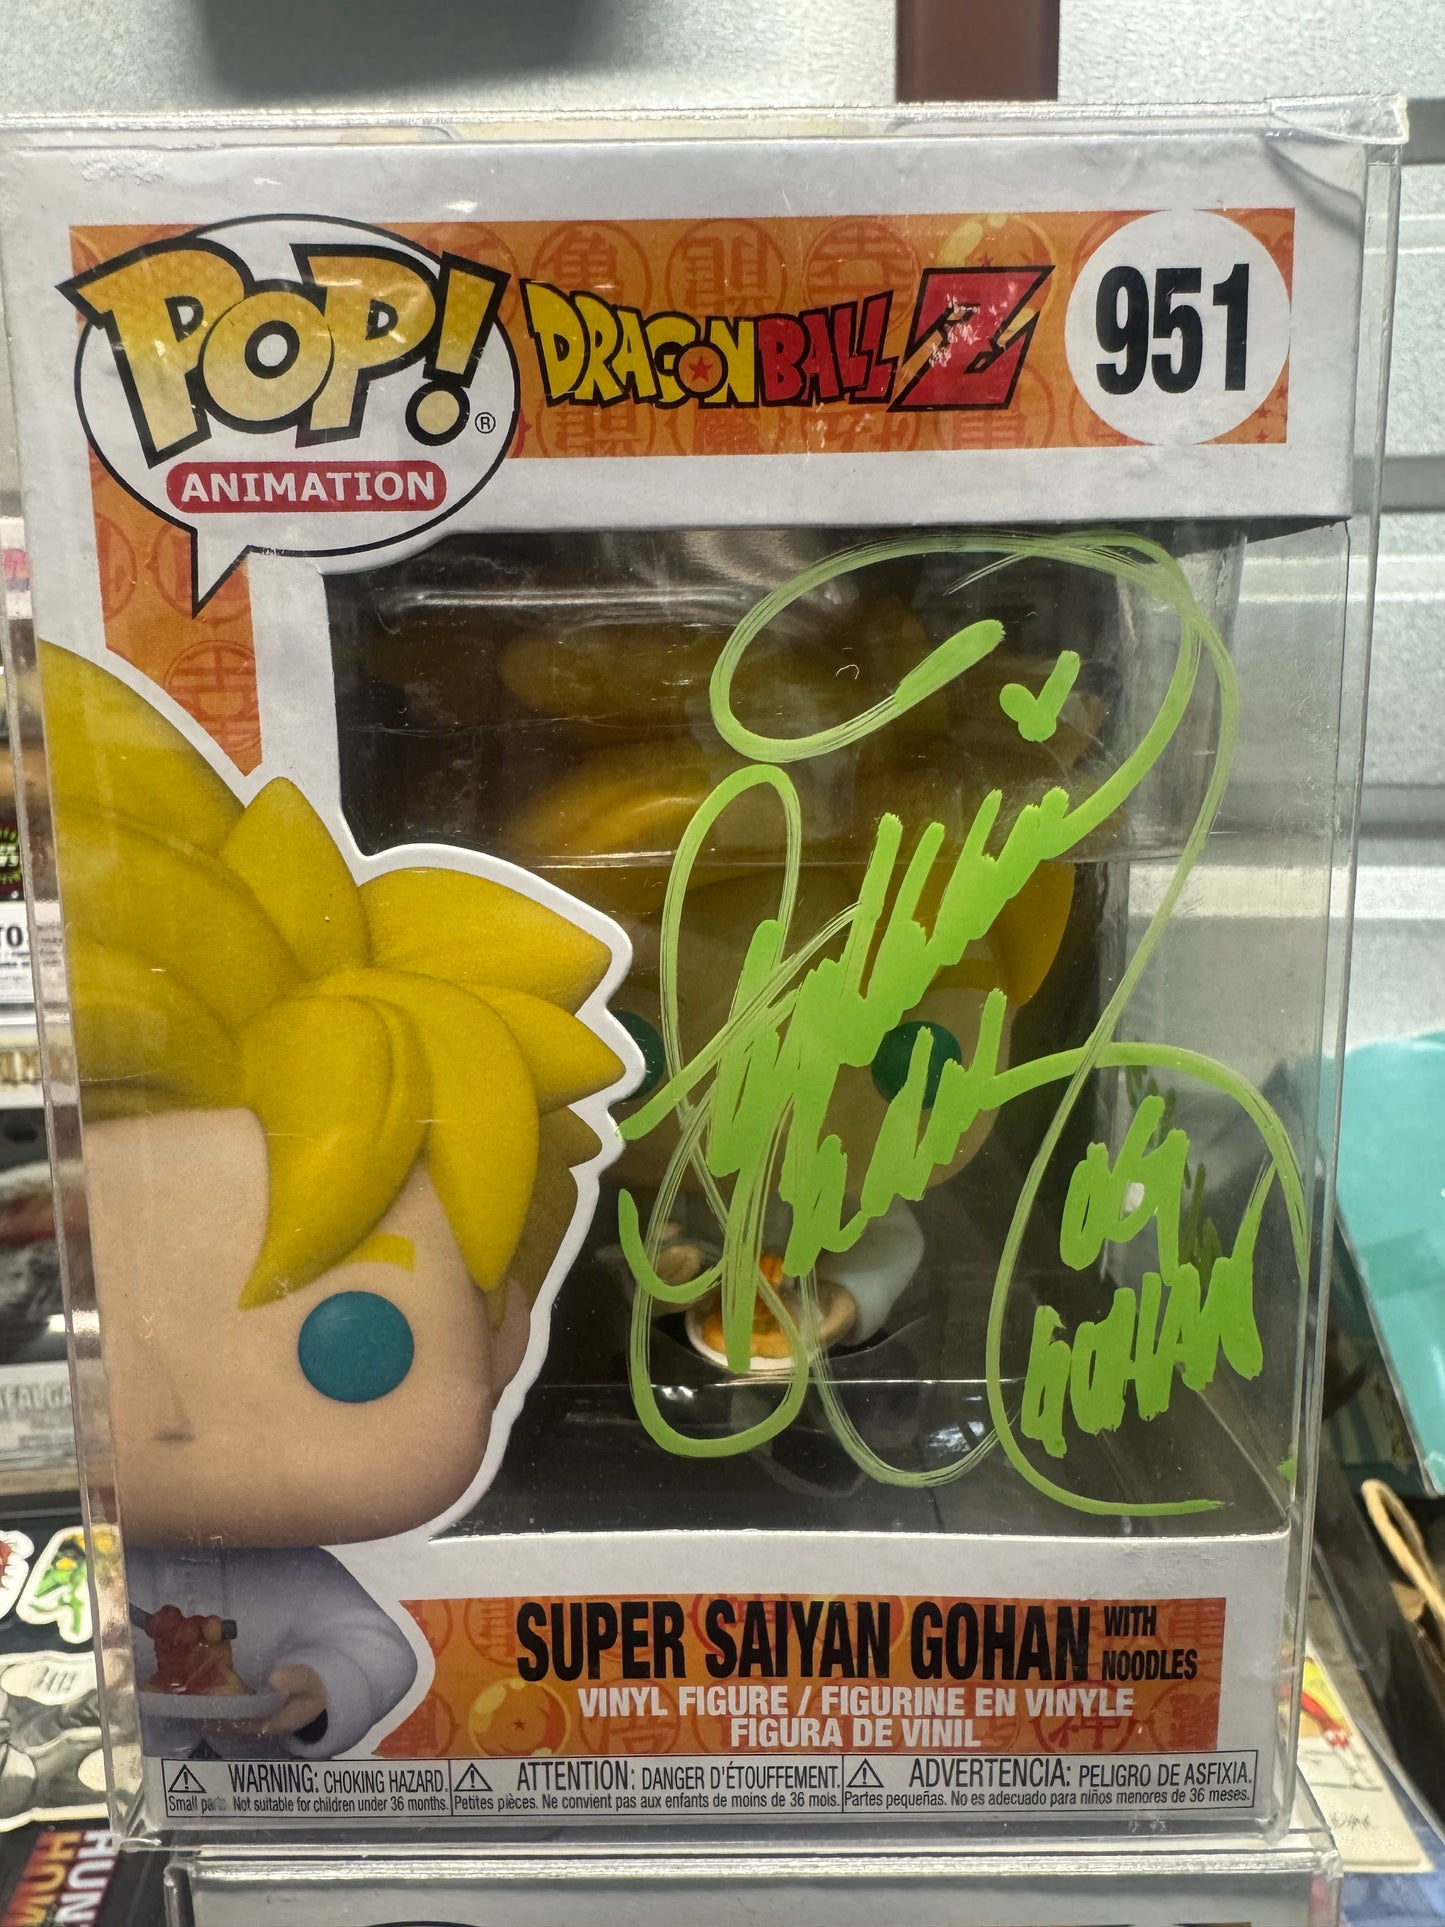 POP!®
ANIMATION
DRAGONBALL Z
951
GOHAN
SUPER SAIYAN GOHAN WITH NOODLES
VINYL FIGURE / FIGURINE EN VINYLE
FIGURA DE VINIL
WARNING: CHOKING HAZARD.
Small parts. Not suitable for children under 36 months.
ATTENTION: DANGER D'ÉTOUFFEMENT.
Petites pièces. Ne convient pas aux enfants de moins de 36 mois.
ADVERTENCIA: PELIGRO DE ASFIXIA.
Partes pequeñas. No es adecuado para niños menores de 36 meses.